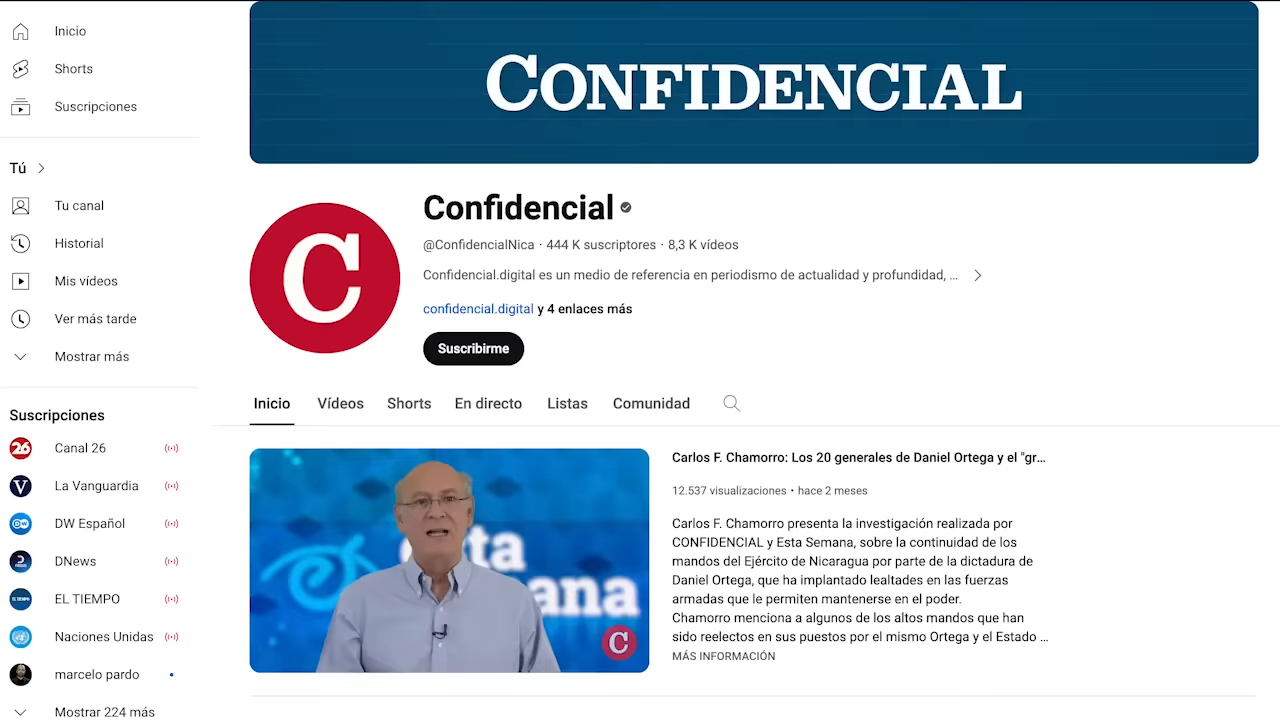 Inicio
Shorts
Suscripciones
Tú
Tu canal
Historial
Mis vídeos
Ver más tarde
Mostrar más
Suscripciones
26
Canal 26
V
La Vanguardia
DW
DW Español
DNews
EL TIEMPO
EL TIEMPO
Naciones Unidas
marcelo pardo
Mostrar 224 más
CONFIDENCIAL
C
Confidencial
@ConfidencialNica · 444 K suscriptores · 8,3 K vídeos
Confidencial.digital es un medio de referencia en periodismo de actualidad y profundidad, ...
confidencial.digital y 4 enlaces más
Suscribirme
Inicio
Vídeos
Shorts
En directo
Listas
Comunidad
C
Carlos F. Chamorro: Los 20 generales de Daniel Ortega y el "gr...
12.537 visualizaciones • hace 2 meses
Carlos F. Chamorro presenta la investigación realizada por
CONFIDENCIAL y Esta Semana, sobre la continuidad de los
mandos del Ejército de Nicaragua por parte de la dictadura de
Daniel Ortega, que ha implantado lealtades en las fuerzas
armadas que le permiten mantenerse en el poder.
Chamorro menciona a algunos de los altos mandos que han
sido reelectos en sus puestos por el mismo Ortega y el Estado ...
MÁS INFORMACIÓN